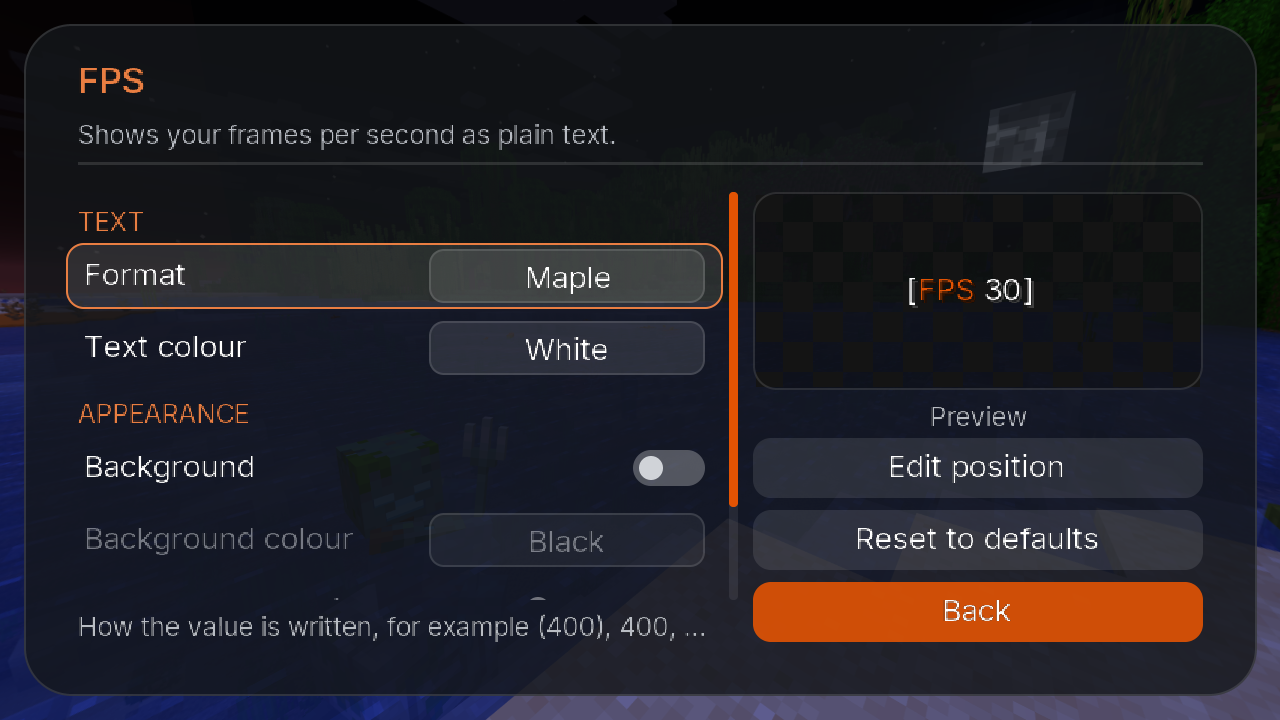 FPS
Shows your frames per second as plain text.
TEXT
Format
Maple
Text colour
White
APPEARANCE
Background
Background colour
Black
How the value is written, for example (400), 400, ...
[FPS 30]
Preview
Edit position
Reset to defaults
Back